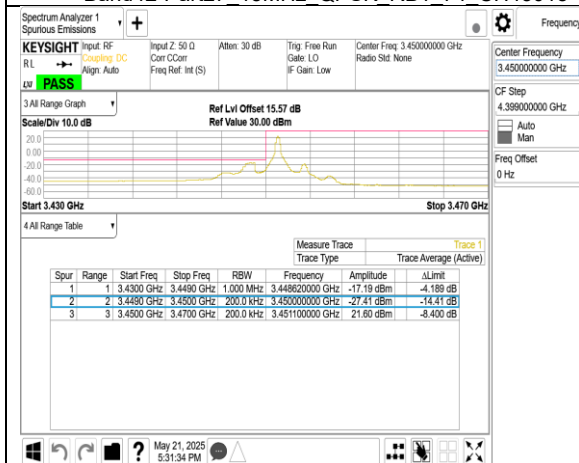 Spectrum Analyzer 1
Spurious Emissions
Frequency
KEYSIGHT
Input: RF
Coupling: DC
Align: Auto
Input Z: 50 Ω
Corr CCorr
Freq Ref: Int (S)
Atten: 30 dB
Trig: Free Run
Gate: LO
IF Gain: Low
Center Freq: 3.450000000 GHz
Radio Std: None
RL
LXI
PASS
Center Frequency
3.450000000 GHz
CF Step
4.399000000 GHz
Auto
Man
Freq Offset
0 Hz
3 All Range Graph
Scale/Div 10.0 dB
Ref Lvl Offset 15.57 dB
Ref Value 30.00 dBm
20.0
0.00
-20.0
-40.0
-60.0
Start 3.430 GHz
Stop 3.470 GHz
4 All Range Table
Measure Trace Trace 1
Trace Type Trace Average (Active)
Spur Range Start Freq Stop Freq RBW Frequency Amplitude ΔLimit
1 1 3.4300 GHz 3.4490 GHz 1.000 MHz 3.448620000 GHz -17.19 dBm -4.189 dB
2 2 3.4490 GHz 3.4500 GHz 200.0 kHz 3.450000000 GHz -27.41 dBm -14.41 dB
3 3 3.4500 GHz 3.4700 GHz 200.0 kHz 3.451100000 GHz 21.60 dBm -8.400 dB
May 21, 2025
5:31:34 PM